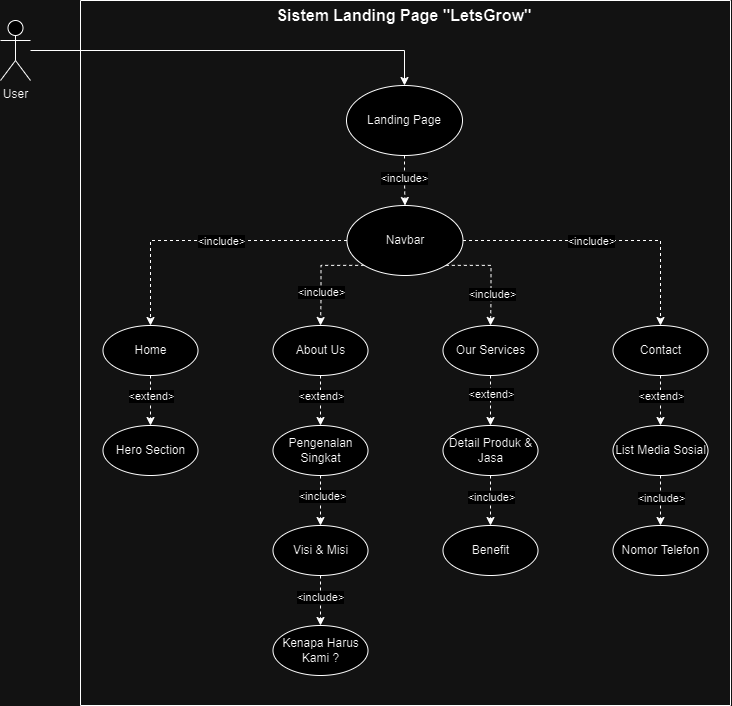 Sistem Landing Page "LetsGrow"
User
Landing Page
<include>
Navbar
<include>
<include>
<include>
<include>
Home
About Us
Our Services
Contact
<extend>
<extend>
<extend>
<extend>
Hero Section
Pengenalan
Singkat
Detail Produk &
Jasa
List Media Sosial
<include>
<include>
<include>
Visi & Misi
Benefit
Nomor Telefon
<include>
Kenapa Harus
Kami ?